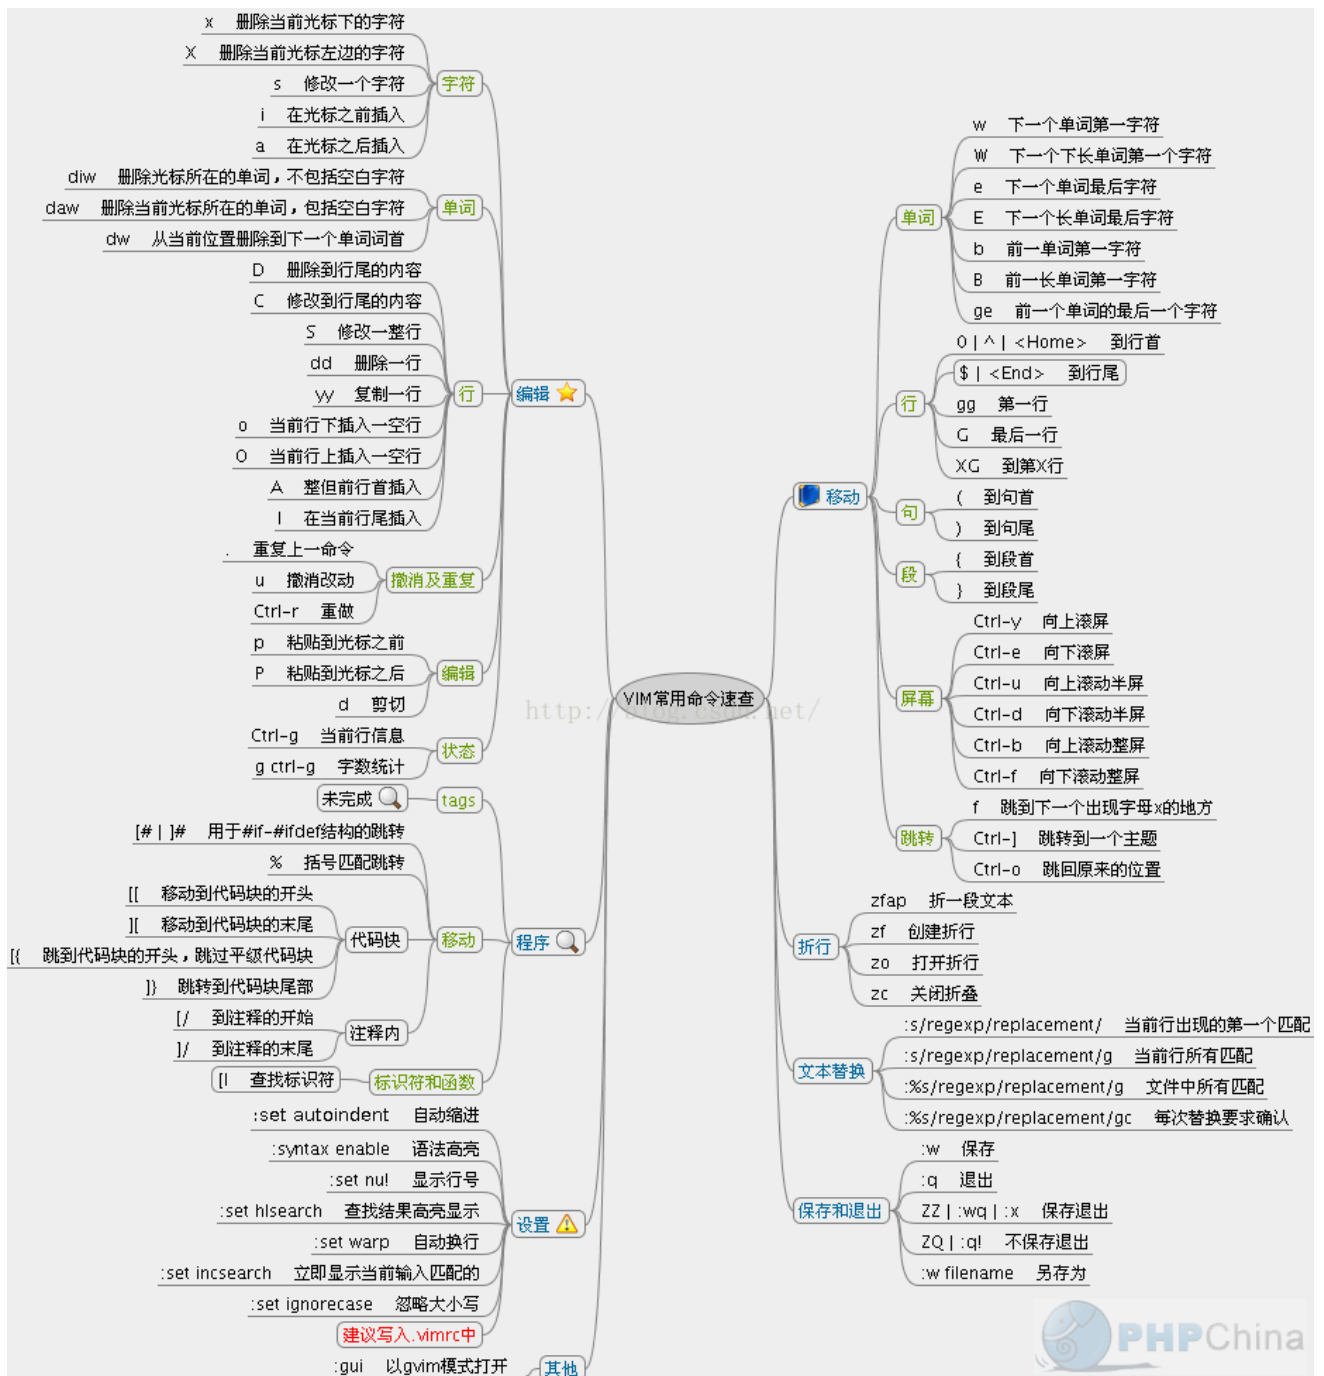 VIM常用命令速查
编辑
字符
x 删除当前光标下的字符
X 删除当前光标左边的字符
s 修改一个字符
i 在光标之前插入
a 在光标之后插入
单词
diw 删除光标所在的单词，不包括空白字符
daw 删除当前光标所在的单词，包括空白字符
dw 从当前位置删除到下一个单词词首
行
D 删除到行尾的内容
C 修改到行尾的内容
S 修改一整行
dd 删除一行
yy 复制一行
o 当前行下插入一空行
O 当前行上插入一空行
A 整但前行首插入
I 在当前行尾插入
撤消及重复
. 重复上一命令
u 撤消改动
Ctrl-r 重做
编辑
p 粘贴到光标之前
P 粘贴到光标之后
d 剪切
状态
Ctrl-g 当前行信息
g ctrl-g 字数统计
程序
tags
未完成
移动
[# | ]# 用于#if-#ifdef结构的跳转
% 括号匹配跳转
代码快
[[ 移动到代码块的开头
][ 移动到代码块的末尾
[{ 跳到代码块的开头，跳过平级代码块
]} 跳转到代码块尾部
注释内
[/ 到注释的开始
]/ 到注释的末尾
标识符和函数
[I 查找标识符
设置
:set autoindent 自动缩进
:syntax enable 语法高亮
:set nu! 显示行号
:set hlsearch 查找结果高亮显示
:set warp 自动换行
:set incsearch 立即显示当前输入匹配的
:set ignorecase 忽略大小写
建议写入.vimrc中
其他
:gui 以gvim模式打开
移动
单词
w 下一个单词第一字符
W 下一个下长单词第一个字符
e 下一个单词最后字符
E 下一个长单词最后字符
b 前一单词第一字符
B 前一长单词第一字符
ge 前一个单词的最后一个字符
行
0 | ^ | <Home> 到行首
$ | <End> 到行尾
gg 第一行
G 最后一行
XG 到第X行
句
( 到句首
) 到句尾
段
{ 到段首
} 到段尾
屏幕
Ctrl-y 向上滚屏
Ctrl-e 向下滚屏
Ctrl-u 向上滚动半屏
Ctrl-d 向下滚动半屏
Ctrl-b 向上滚动整屏
Ctrl-f 向下滚动整屏
跳转
f 跳到下一个出现字母x的地方
Ctrl-] 跳转到一个主题
Ctrl-o 跳回原来的位置
折行
zfap 折一段文本
zf 创建折行
zo 打开折行
zc 关闭折叠
文本替换
:s/regexp/replacement/ 当前行出现的第一个匹配
:s/regexp/replacement/g 当前行所有匹配
:%s/regexp/replacement/g 文件中所有匹配
:%s/regexp/replacement/gc 每次替换要求确认
保存和退出
:w 保存
:q 退出
ZZ | :wq | :x 保存退出
ZQ | :q! 不保存退出
:w filename 另存为
http://blog.csdn.net/
PHPChina